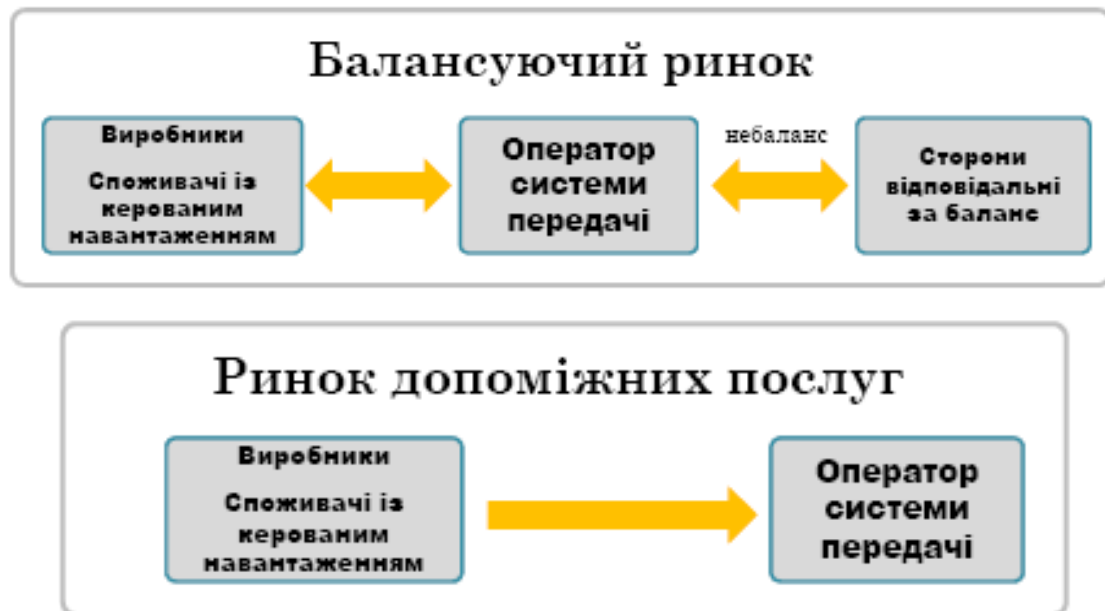 Балансуючий ринок
Виробники
Споживачі із
керованим
навантаженням
Оператор
системи
передачі
небаланс
Сторони
відповідальні
за баланс
Ринок допоміжних послуг
Виробники
Споживачі із
керованим
навантаженням
Оператор
системи
передачі